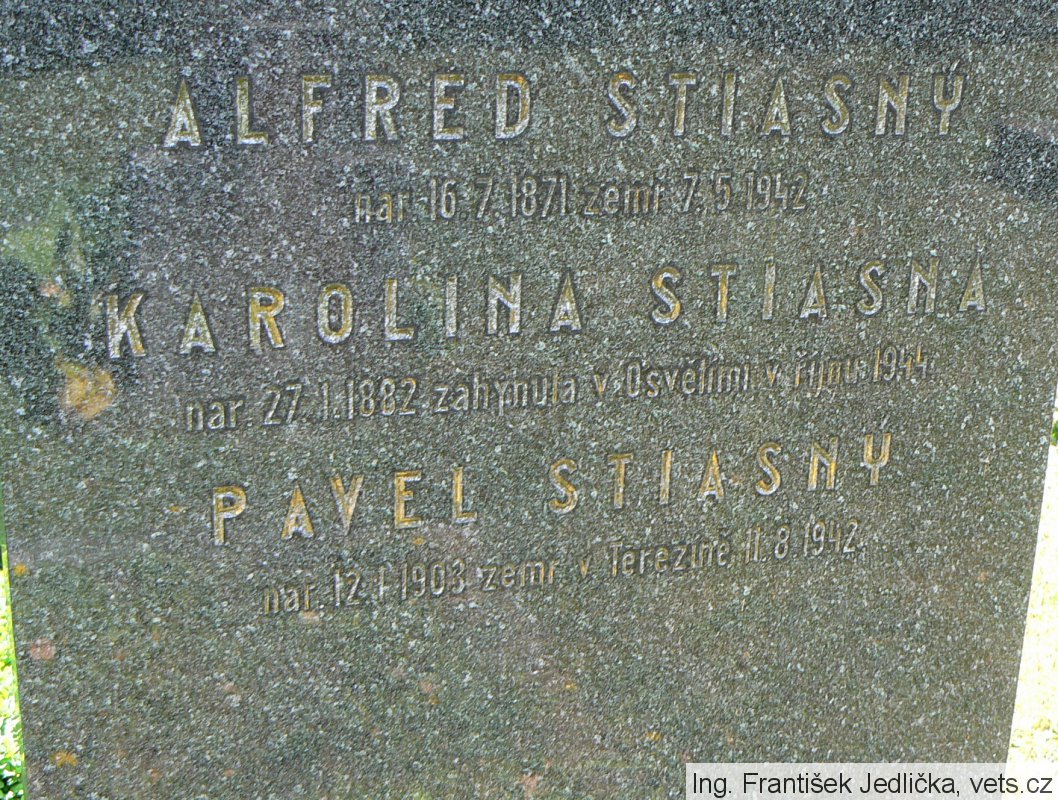 ALFRED STIASNÝ
nar. 16.7.1871 zemř. 7.5.1942
KAROLINA STIASNÁ
nar. 27.1.1882 zahynula v Osvětimi v říjnu 1944.
PAVEL STIASNÝ
nar. 12.1.1903 zemř. v Terezíně 11.8.1942
Ing. František Jedlička, vets.cz